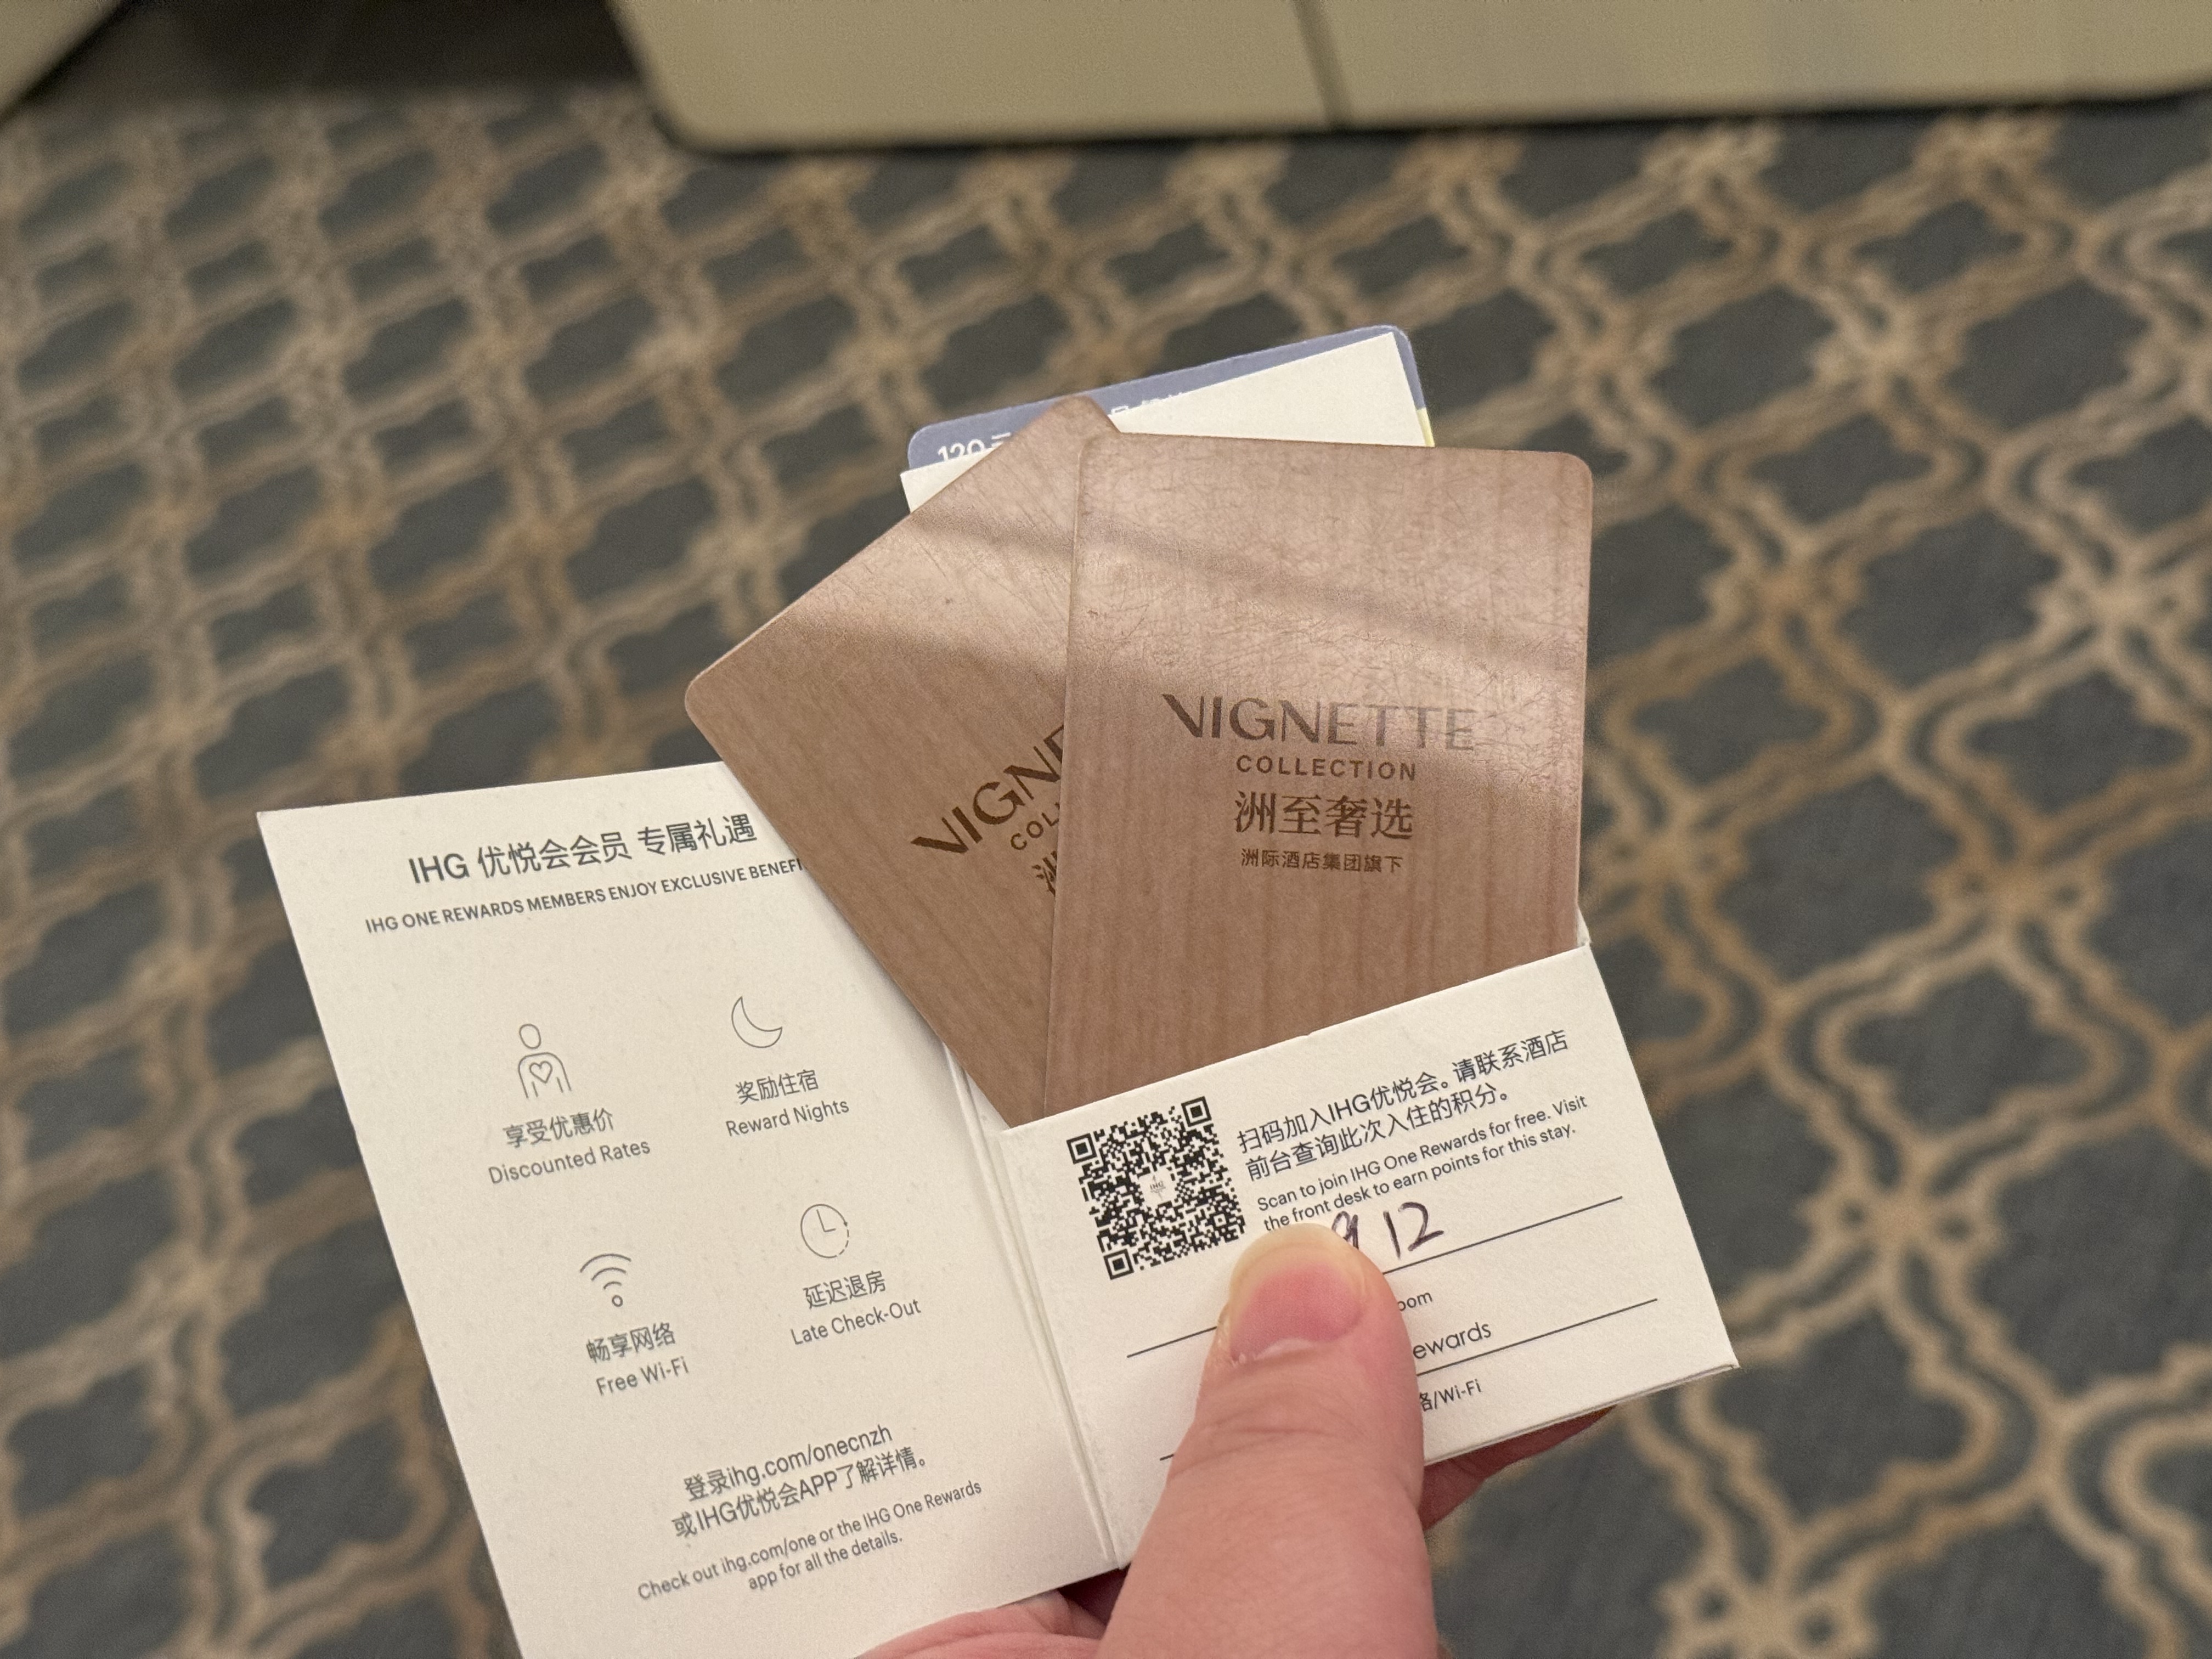 120
VIGNE
COL
VIGNETTE
COLLECTION
洲至奢选
洲际酒店集团旗下
IHG 优悦会会员 专属礼遇
IHG ONE REWARDS MEMBERS ENJOY EXCLUSIVE BENEFI
享受优惠价
Discounted Rates
奖励住宿
Reward Nights
畅享网络
Free Wi-Fi
延迟退房
Late Check-Out
登录ihg.com/onecnzh
或IHG优悦会APP了解详情。
Check out ihg.com/one or the IHG One Rewards
app for all the details.
扫码加入IHG优悦会。请联系酒店
前台查询此次入住的积分。
Scan to join IHG One Rewards for free. Visit
the front desk to earn points for this stay.
912
oom
ewards
络/Wi-Fi